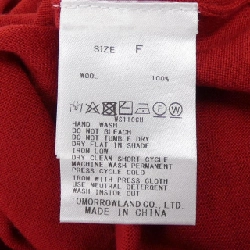 SIZE F
WOOL 100%
HAND WASH
DO NOT BLEACH
DO NOT TUMBLE DRY
DRY FLAT IN SHADE
IRON LOW
DRY CLEAN SHORT CYCLE
MACHINE WASH PERMANENT
PRESS CYCLE COLD
IRON WITH PRESS CLOTH
USE NEUTRAL DETERGENT
WASH INSIDE OUT
TOMORROWLAND CO., LTD.
MADE IN CHINA